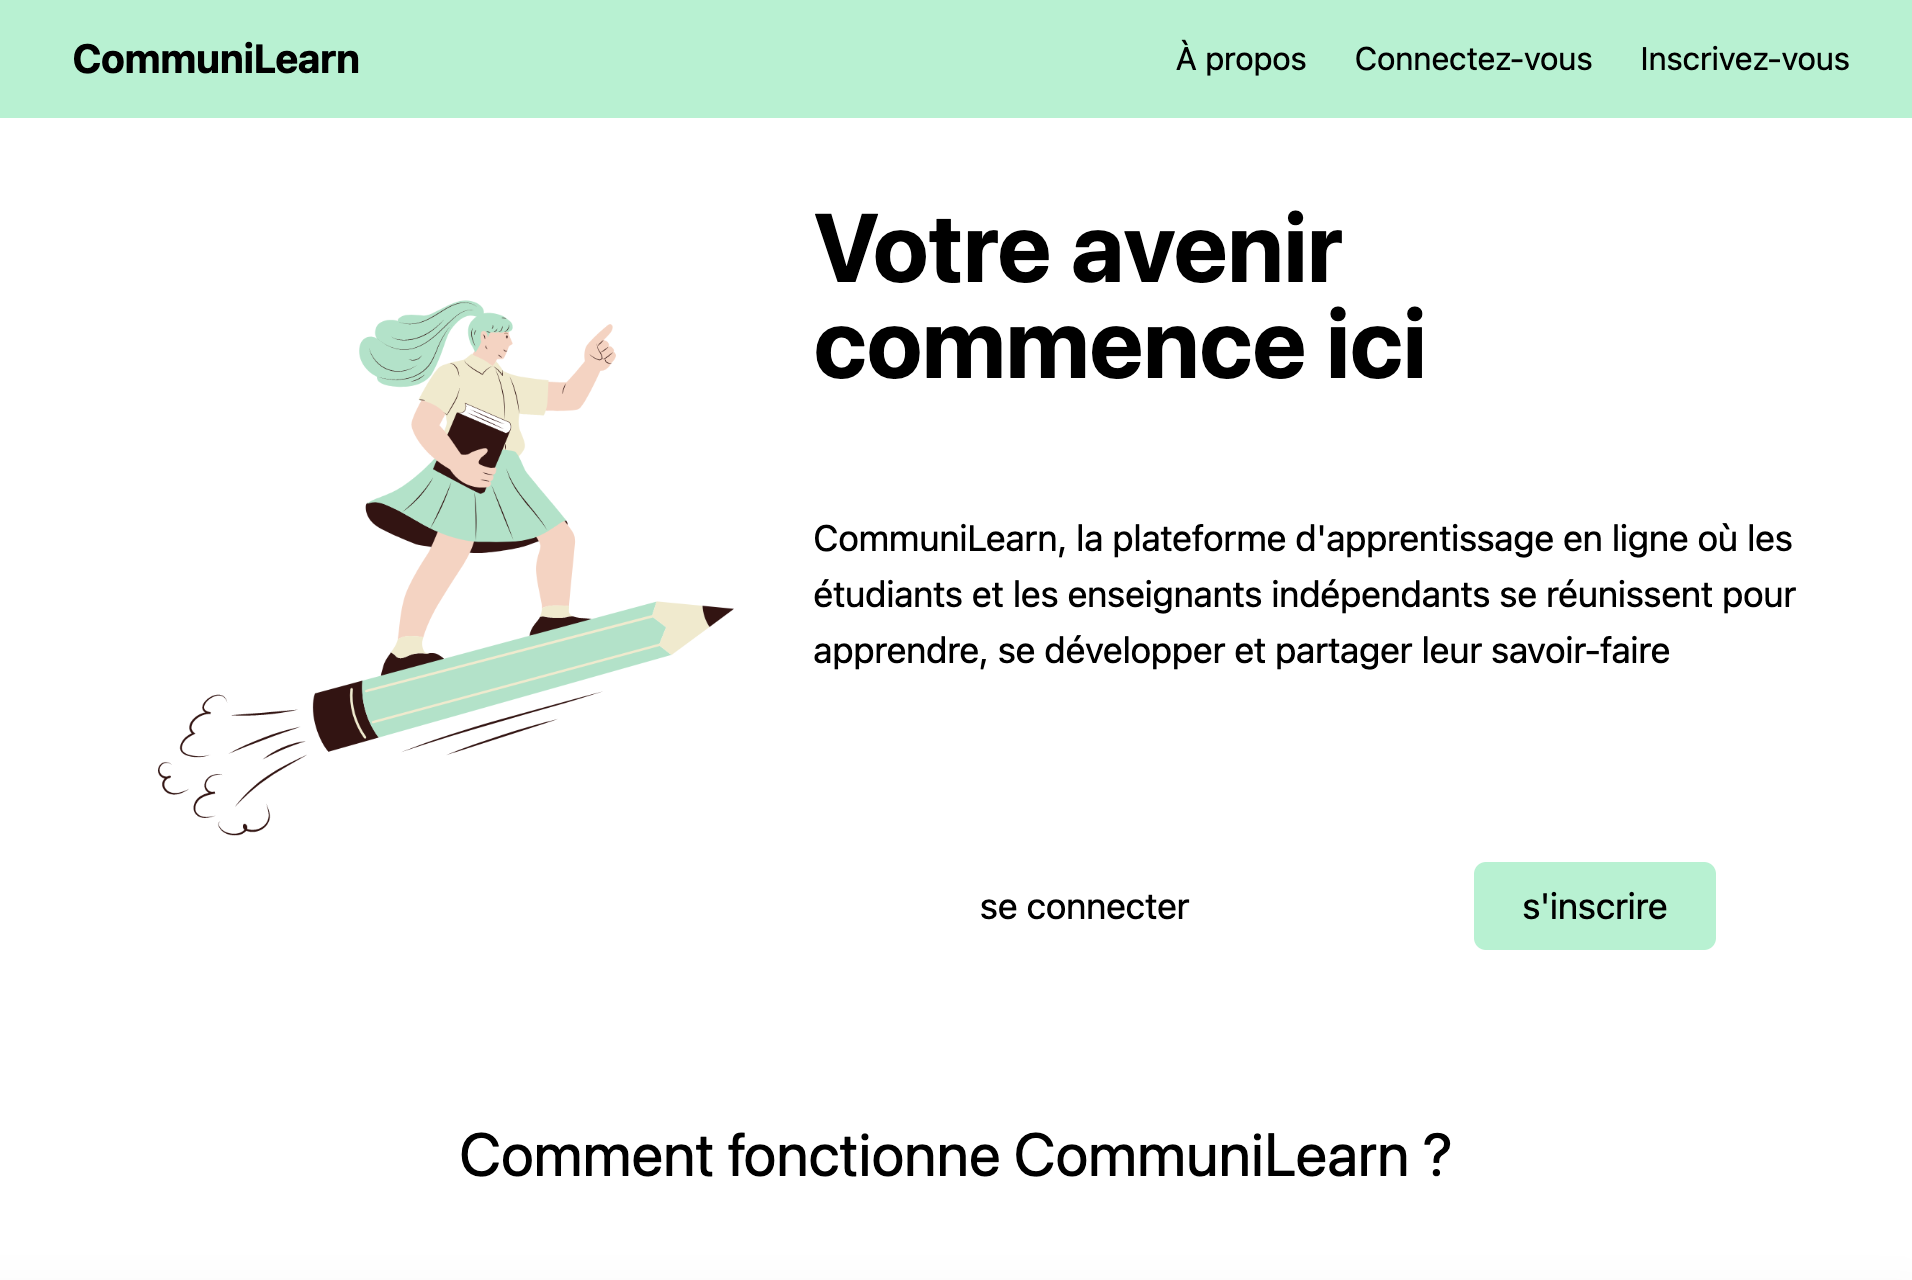 CommuniLearn
À propos
Connectez-vous
Inscrivez-vous
Votre avenir
commence ici
CommuniLearn, la plateforme d'apprentissage en ligne où les
étudiants et les enseignants indépendants se réunissent pour
apprendre, se développer et partager leur savoir-faire
se connecter
s'inscrire
Comment fonctionne CommuniLearn ?